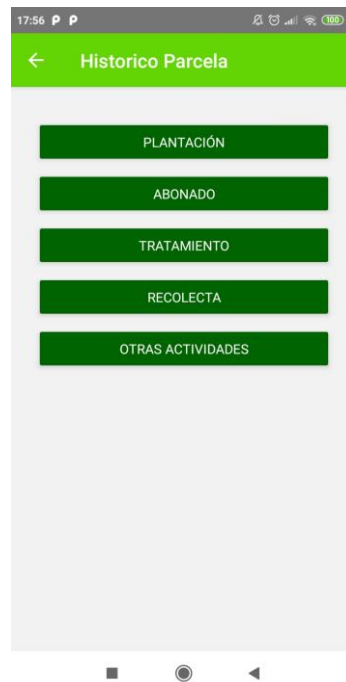 17:56 P P 100
Historico Parcela
PLANTACIÓN
ABONADO
TRATAMIENTO
RECOLECTA
OTRAS ACTIVIDADES